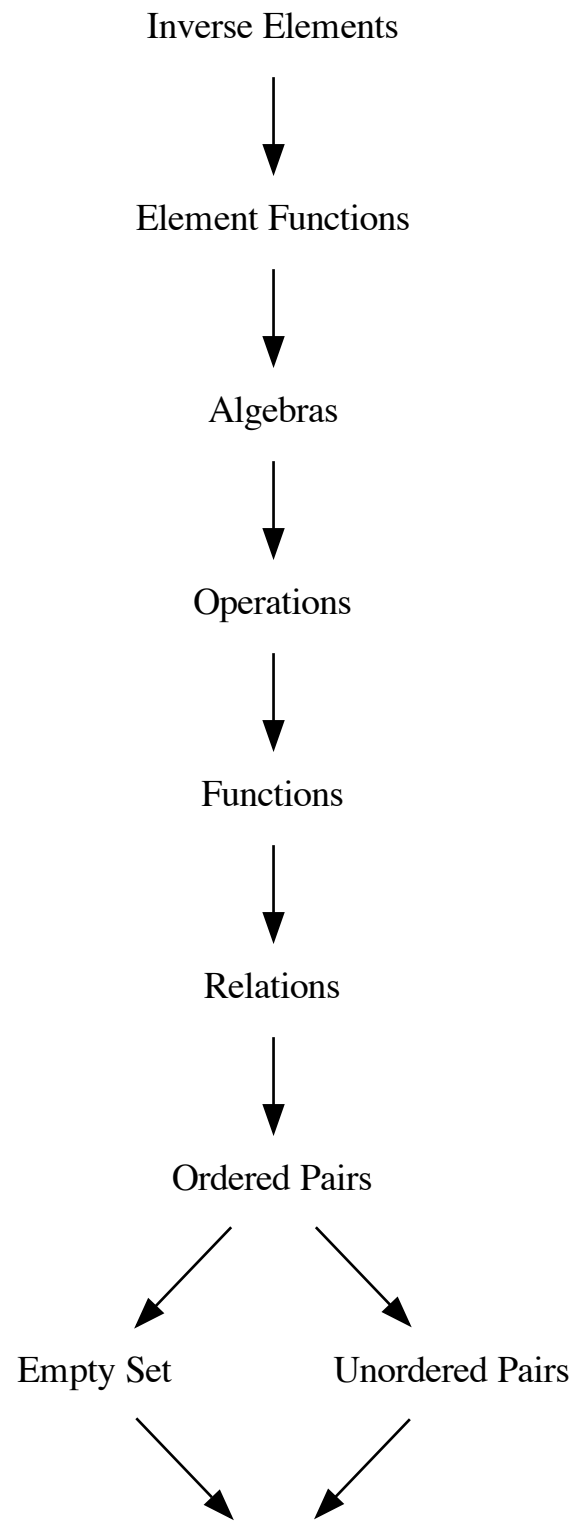 Inverse Elements
Element Functions
Algebras
Operations
Functions
Relations
Ordered Pairs
Empty Set
Unordered Pairs